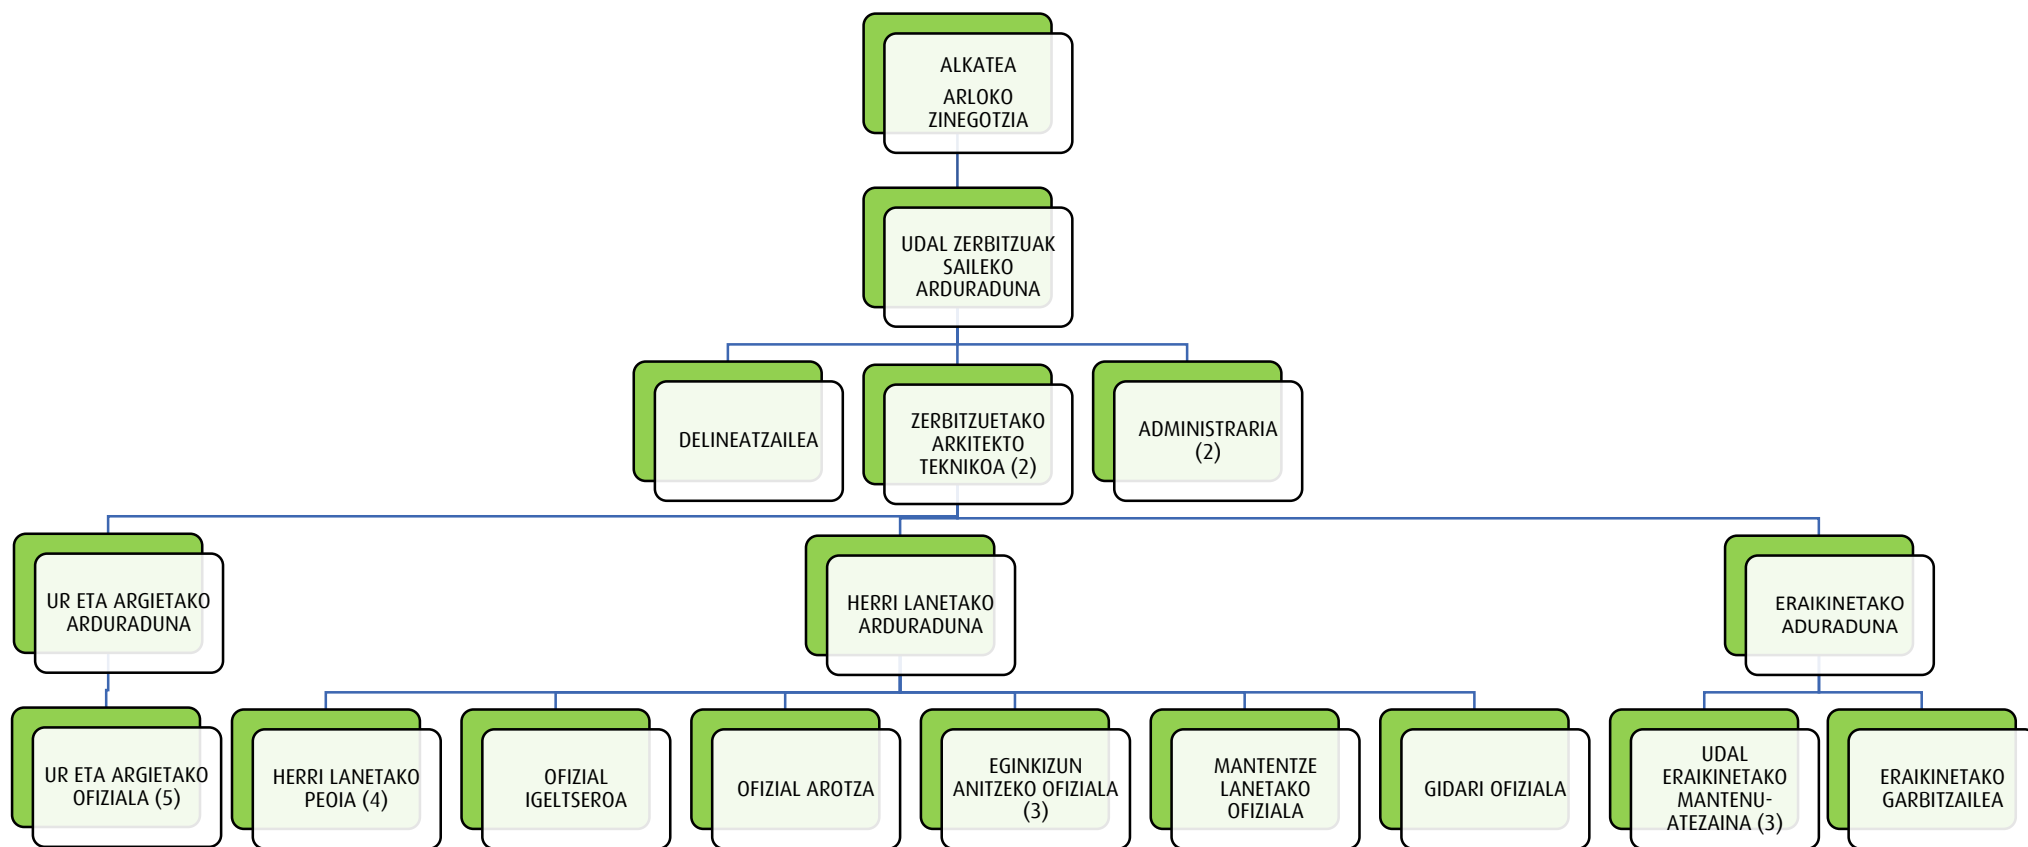 ALKATEA
ARLOKO
ZINEGOTZIA
UDAL ZERBITZUAK
SAILEKO
ARDURADUNA
DELINEATZAILEA
ZERBITZUETAKO
ARKITEKTO
TEKNIKOA (2)
ADMINISTRARIA
(2)
UR ETA ARGIETAKO
ARDURADUNA
HERRI LANETAKO
ARDURADUNA
ERAIKINETAKO
ADURADUNA
UR ETA ARGIETAKO
OFIZIALA (5)
HERRI LANETAKO
PEOIA (4)
OFIZIAL
IGELTSEROA
OFIZIAL AROTZA
EGINKIZUN
ANITZEKO OFIZIALA
(3)
MANTENTZE
LANETAKO
OFIZIALA
GIDARI OFIZIALA
UDAL
ERAIKINETAKO
MANTENU-
ATEZAINA (3)
ERAIKINETAKO
GARBITZAILEA